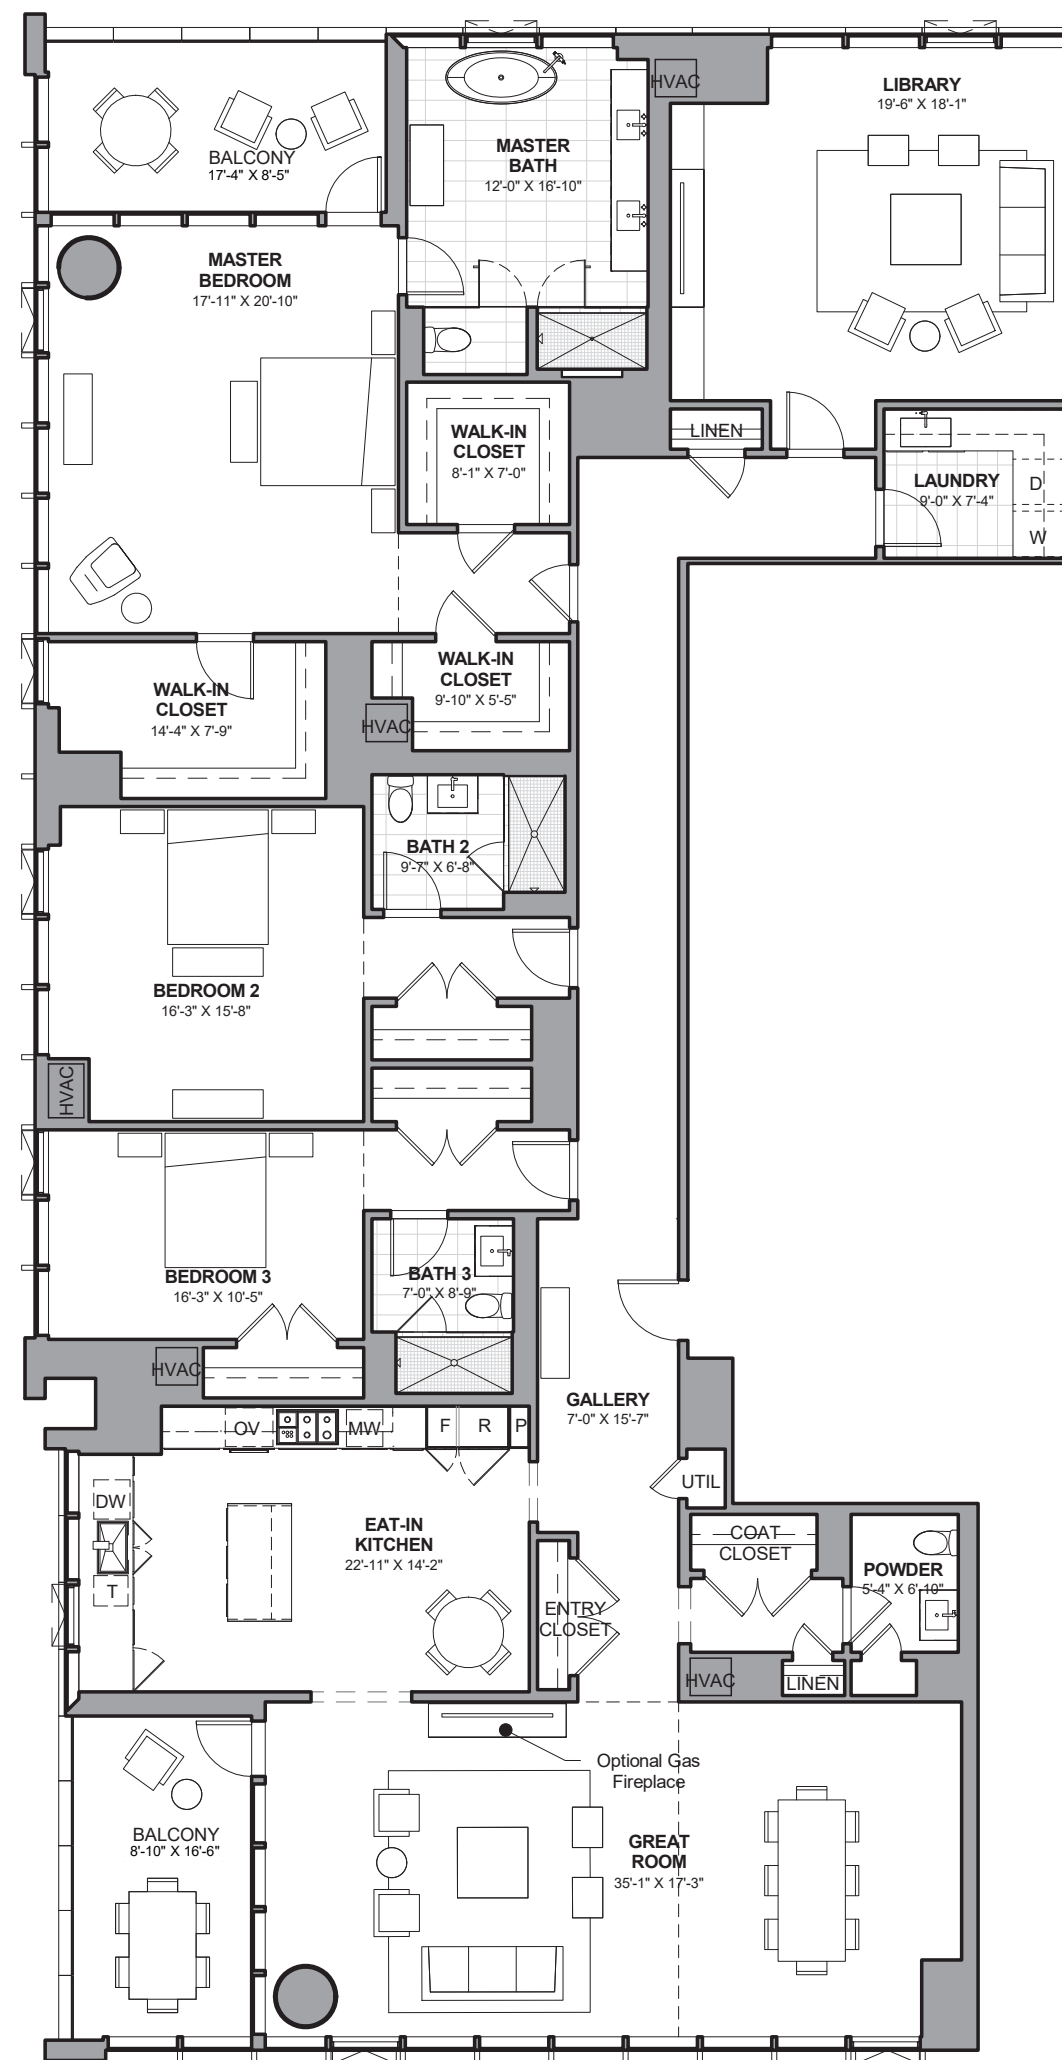 HVAC
LIBRARY
19'-6" X 18'-1"
BALCONY
17'-4" X 8'-5"
MASTER
BATH
12'-0" X 16'-10"
MASTER
BEDROOM
17'-11" X 20'-10"
WALK-IN
CLOSET
8'-1" X 7'-0"
LINEN
LAUNDRY
9'-0" X 7'-4"
D
W
WALK-IN
CLOSET
14'-4" X 7'-9"
WALK-IN
CLOSET
9'-10" X 5'-5"
HVAC
BATH 2
9'-7" X 6'-8"
BEDROOM 2
16'-3" X 15'-8"
HVAC
BEDROOM 3
16'-3" X 10'-5"
BATH 3
7'-0" X 8'-9"
HVAC
GALLERY
7'-0" X 15'-7"
OV
MW
F
R
P
UTIL
DW
T
EAT-IN
KITCHEN
22'-11" X 14'-2"
COAT
CLOSET
POWDER
5'-4" X 6'-10"
ENTRY
CLOSET
HVAC
LINEN
Optional Gas
Fireplace
BALCONY
8'-10" X 16'-6"
GREAT
ROOM
35'-1" X 17'-3"